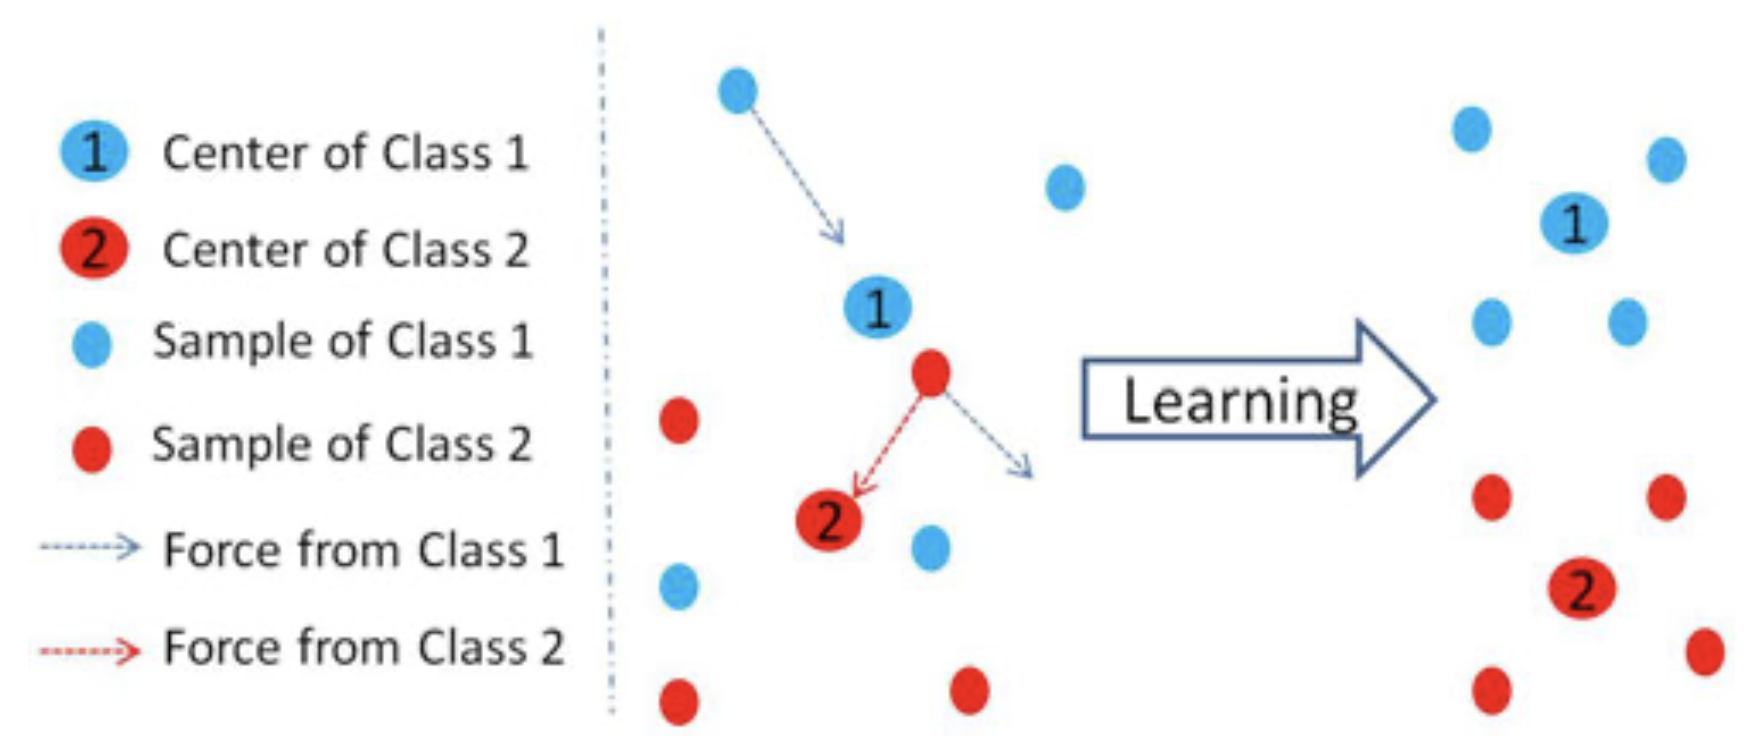 1 Center of Class 1
2 Center of Class 2
Sample of Class 1
Sample of Class 2
Force from Class 1
Force from Class 2
1
2
Learning
1
2